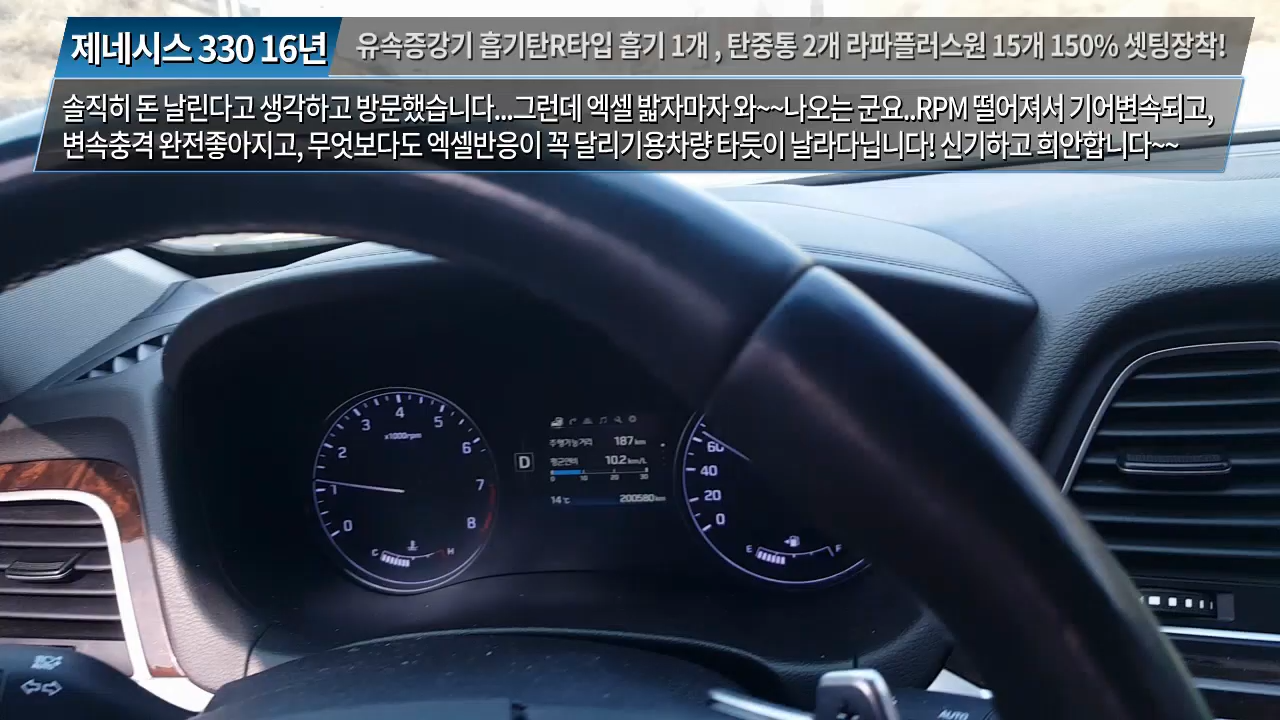 제네시스 330 16년
유속증강기 흡기탄R타입 흡기 1개 , 탄중통 2개 라파플러스원 15개 150% 셋팅장착!
솔직히 돈 날린다고 생각하고 방문했습니다...그런데 엑셀 밟자마자 와~~나오는 군요..RPM 떨어져서 기어변속되고,
변속충격 완전좋아지고, 무엇보다도 엑셀반응이 꼭 달리기용차량 타듯이 날라다닙니다! 신기하고 희안합니다~~
0 1 2 3 4 5 6 7 8
x1000rpm
C H
D
주행가능거리 187 km
평균연비 10.2 km/L
0 10 20 30
14 ℃ 200580 km
60
40
20
0
E F
AUTO